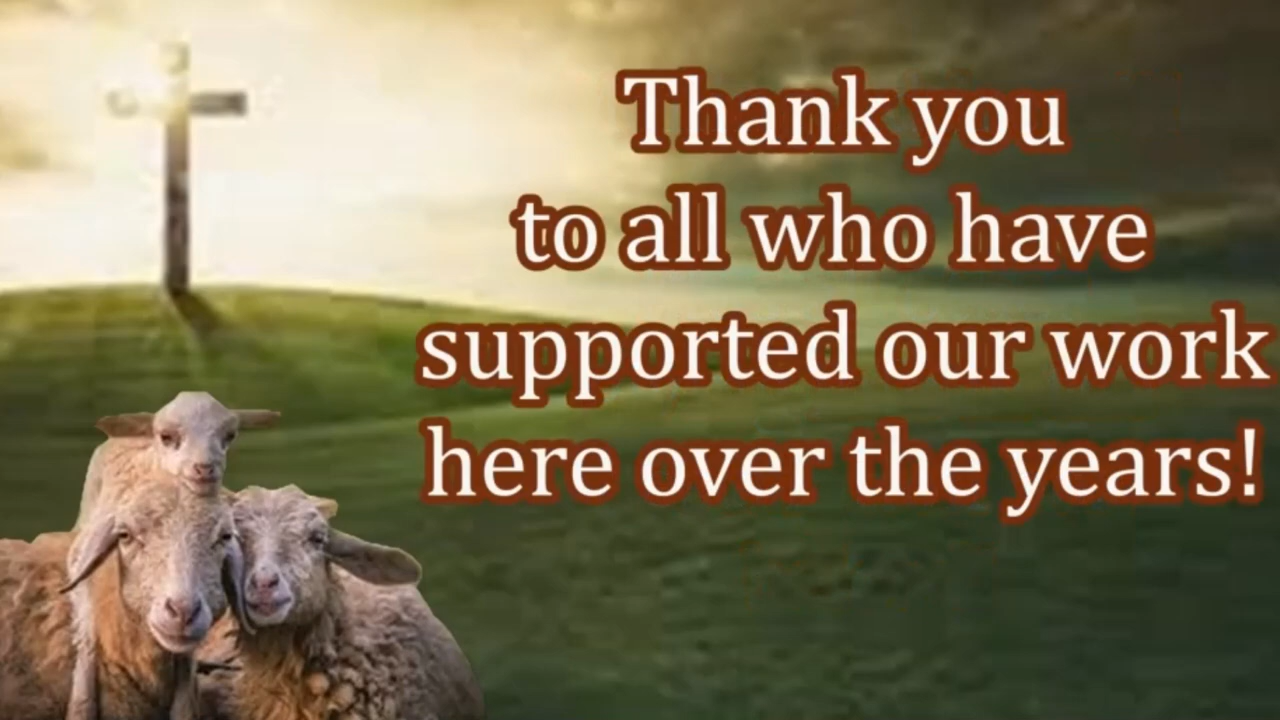 Thank you
to all who have
supported our work
here over the years!